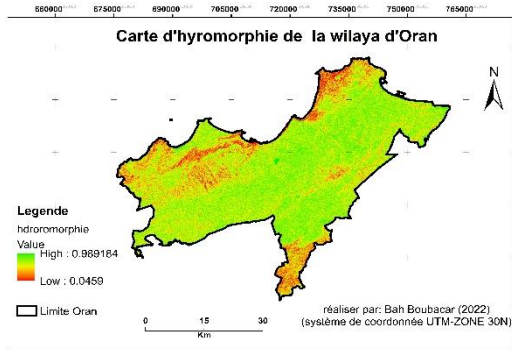 660000 675000 690000 705000 720000 735000 750000 765000
Carte d'hyromorphie de la wilaya d'Oran
N
Legende
hdroromorphie
Value
High : 0.989184
Low : 0.0459
Limite Oran
0 15 30
Km
réaliser par: Bah Boubacar (2022)
(système de coordonnée UTM-ZONE 30N)